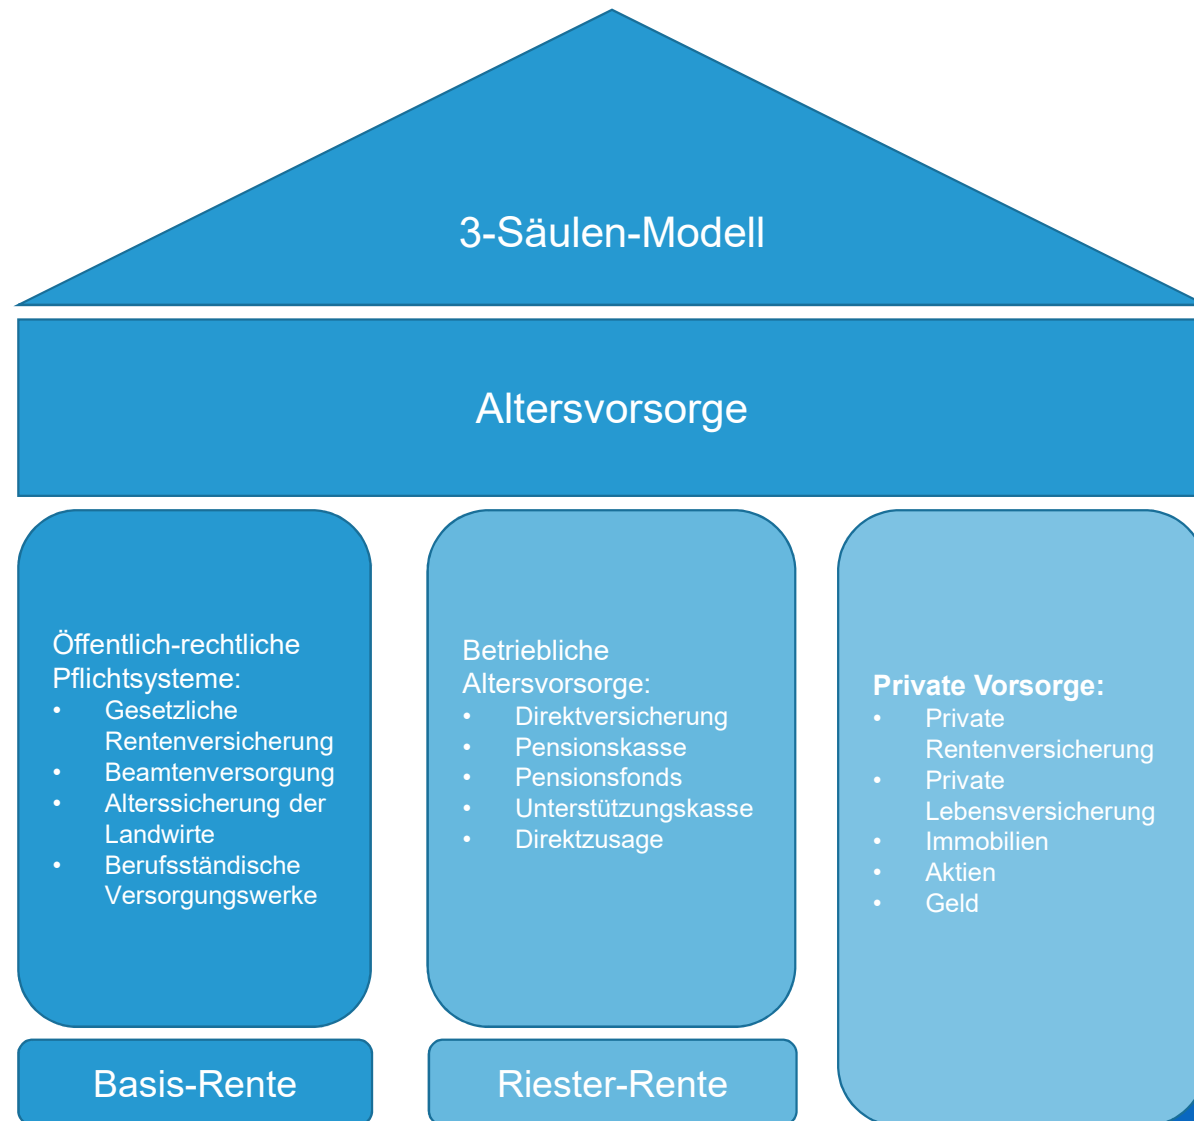 3-Säulen-Modell
Altersvorsorge
Öffentlich-rechtliche
Pflichtsysteme:
• Gesetzliche
Rentenversicherung
• Beamtenversorgung
• Alterssicherung der
Landwirte
• Berufsständische
Versorgungswerke
Basis-Rente
Betriebliche
Altersvorsorge:
• Direktversicherung
• Pensionskasse
• Pensionsfonds
• Unterstützungskasse
• Direktzusage
Riester-Rente
Private Vorsorge:
• Private
Rentenversicherung
• Private
Lebensversicherung
• Immobilien
• Aktien
• Geld